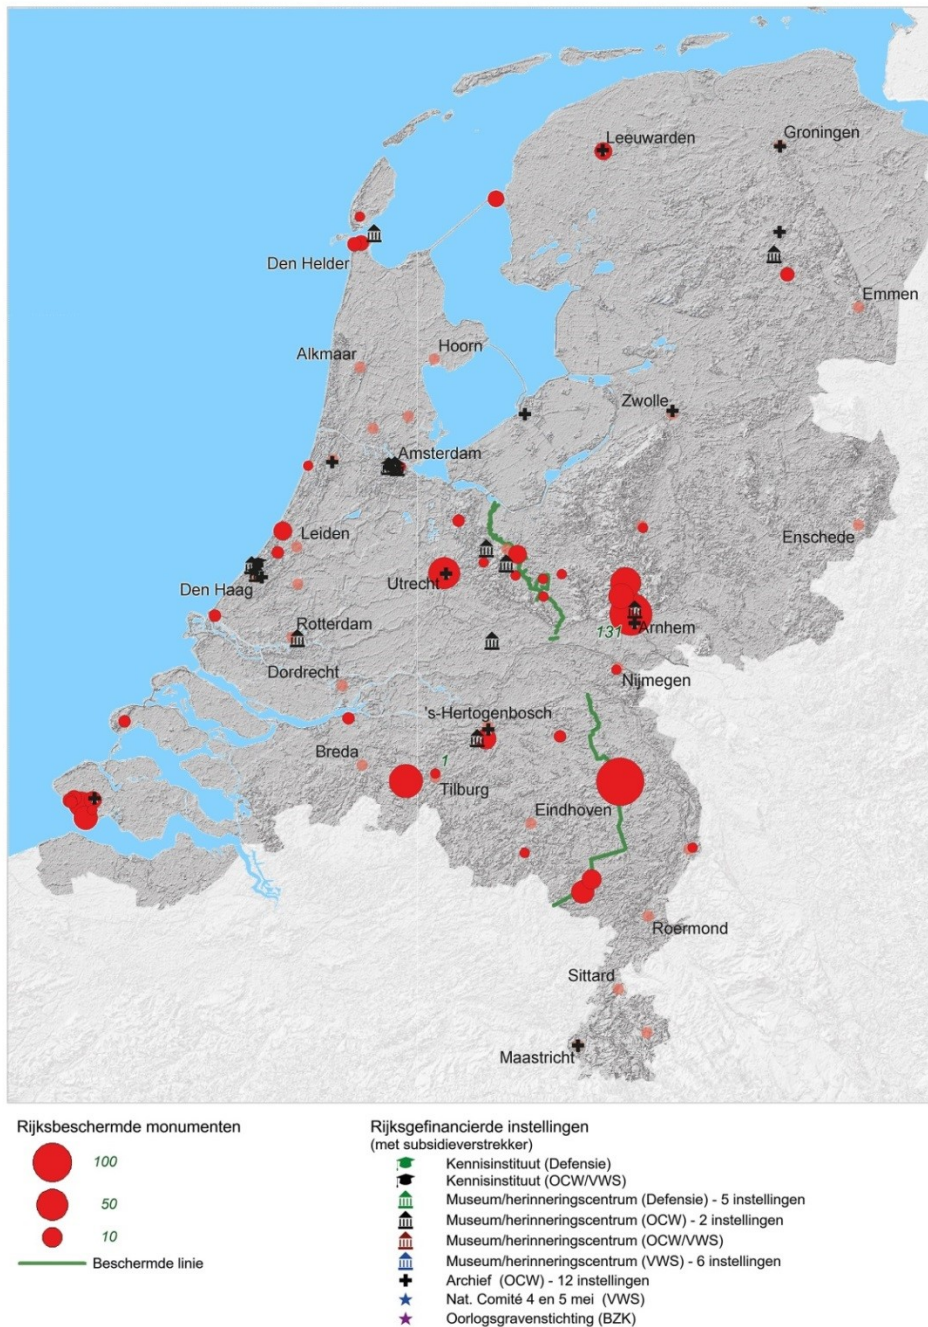 Leeuwarden
Groningen
Den Helder
Emmen
Alkmaar
Hoorn
Zwolle
Amsterdam
Leiden
Enschede
Den Haag
Utrecht
Rotterdam
131
Arnhem
Dordrecht
Nijmegen
's-Hertogenbosch
Breda
1
Tilburg
Eindhoven
Roermond
Sittard
Maastricht
Rijksbeschermde monumenten
100
50
10
Beschermde linie
Rijksgefinancierde instellingen
(met subsidieverstrekker)
Kennisinstituut (Defensie)
Kennisinstituut (OCW/VWS)
Museum/herinneringscentrum (Defensie) - 5 instellingen
Museum/herinneringscentrum (OCW) - 2 instellingen
Museum/herinneringscentrum (OCW/VWS)
Museum/herinneringscentrum (VWS) - 6 instellingen
Archief (OCW) - 12 instellingen
Nat. Comité 4 en 5 mei (VWS)
Oorlogsgravenstichting (BZK)